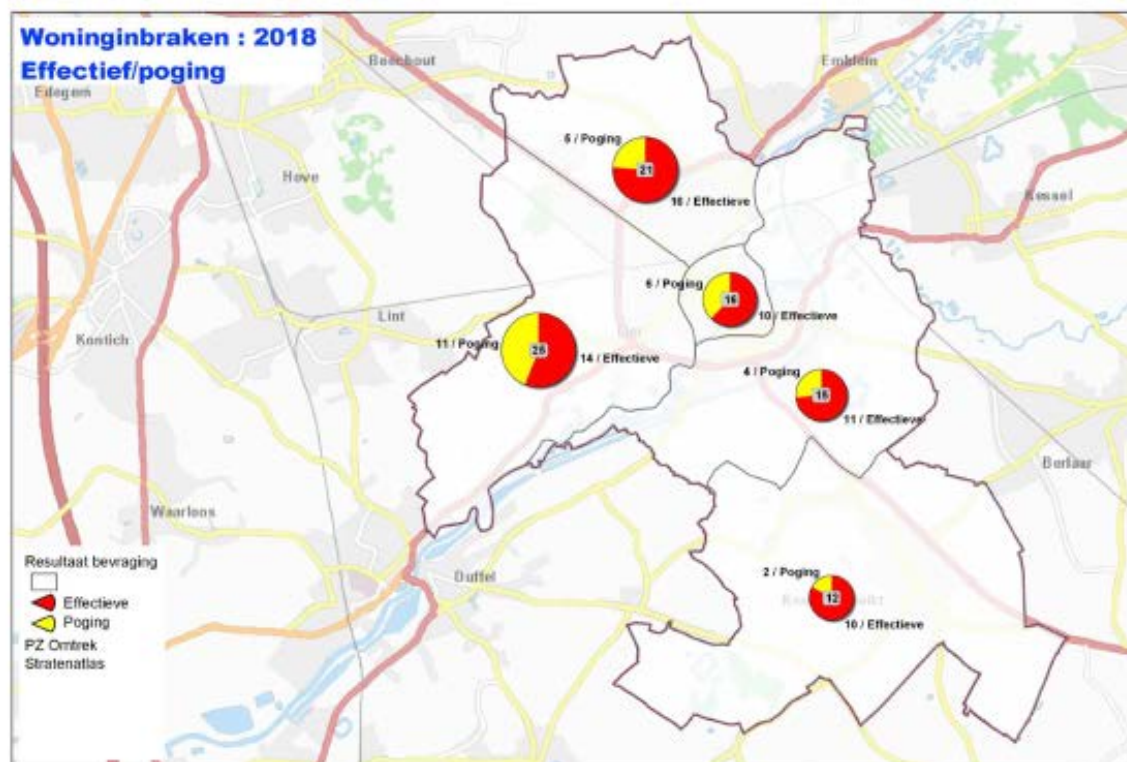 Woninginbraken : 2018
Effectief/poging
Edegem
Boechout
Emblem
Hove
5 / Poging
21
16 / Effectieve
Kessel
6 / Poging
16
10 / Effectieve
Lint
Kontich
11 / Poging
25
14 / Effectieve
4 / Poging
15
11 / Effectieve
Berlaar
Waarloos
Duffel
2 / Poging
12
10 / Effectieve
Resultaat bevraging
Effectieve
Poging
PZ Omtrek
Stratenatlas